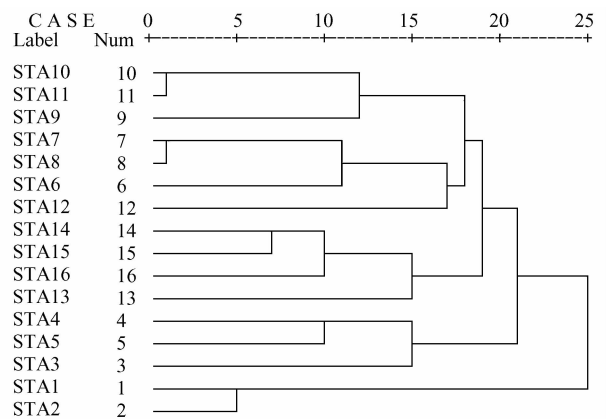 C A S E 0 5 10 15 20 25
Label Num
STA10 10
STA11 11
STA9 9
STA7 7
STA8 8
STA6 6
STA12 12
STA14 14
STA15 15
STA16 16
STA13 13
STA4 4
STA5 5
STA3 3
STA1 1
STA2 2